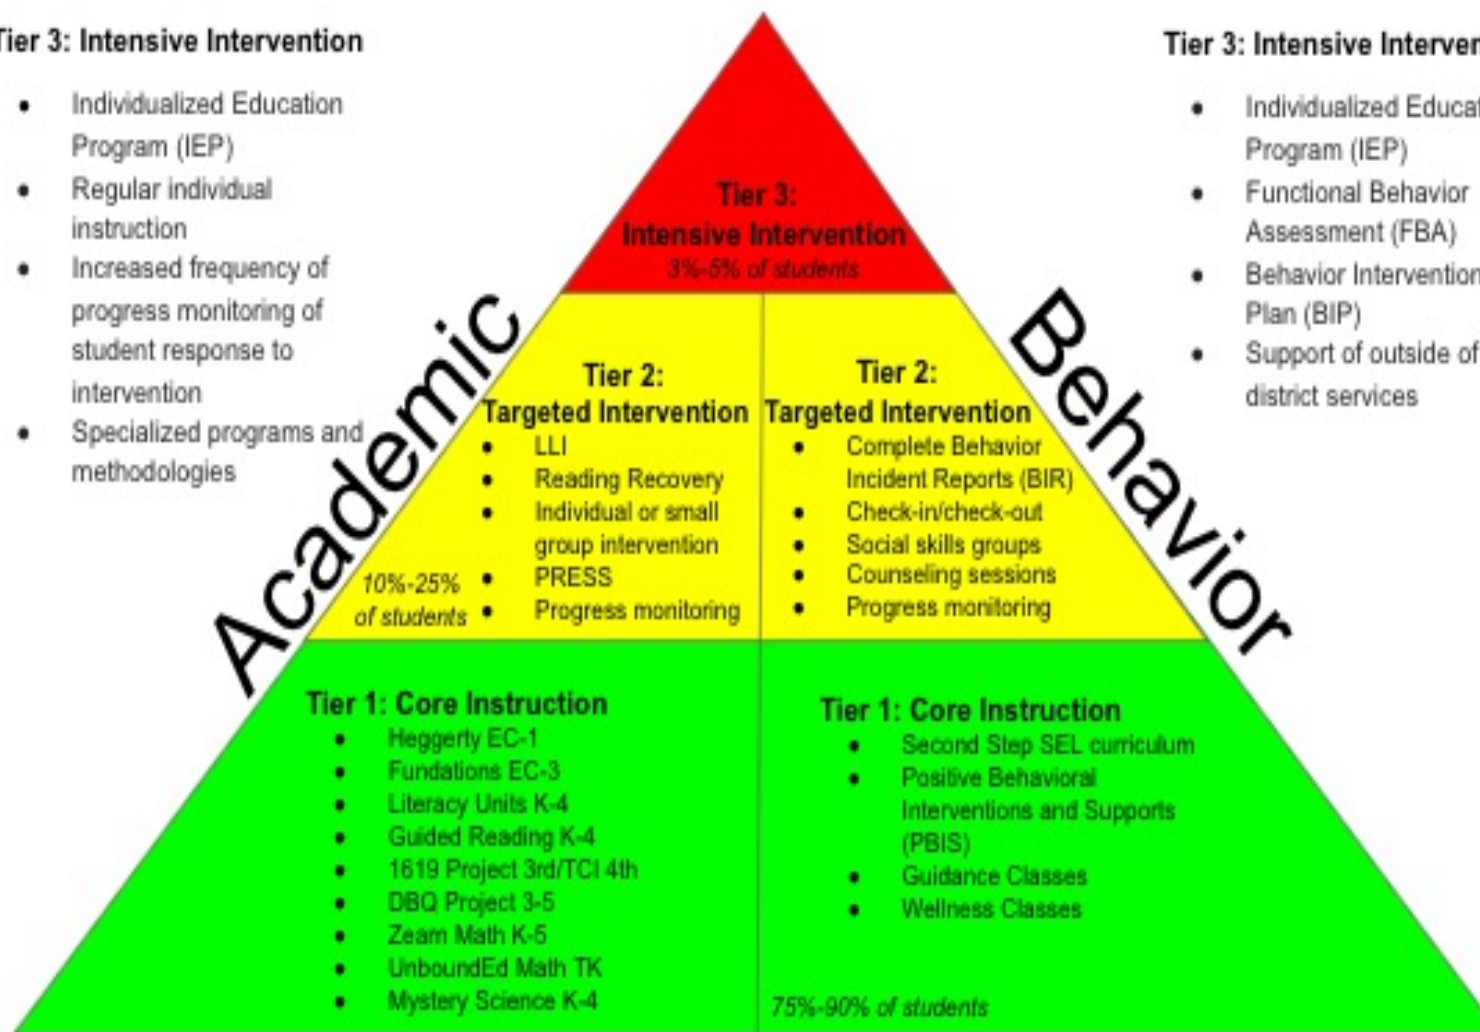 Tier 3: Intensive Intervention
• Individualized Education
Program (IEP)
• Regular individual
instruction
• Increased frequency of
progress monitoring of
student response to
intervention
• Specialized programs and
methodologies
Academic
Tier 3:
Intensive Intervention
3%-5% of students
Tier 2:
Targeted Intervention
• LLI
• Reading Recovery
• Individual or small
group intervention
• PRESS
• Progress monitoring
10%-25%
of students
Tier 2:
Targeted Intervention
• Complete Behavior
Incident Reports (BIR)
• Check-in/check-out
• Social skills groups
• Counseling sessions
• Progress monitoring
Tier 1: Core Instruction
• Heggerty EC-1
• Fundations EC-3
• Literacy Units K-4
• Guided Reading K-4
• 1619 Project 3rd/TCI 4th
• DBQ Project 3-5
• Zearn Math K-5
• UnboundEd Math TK
• Mystery Science K-4
Tier 1: Core Instruction
• Second Step SEL curriculum
• Positive Behavioral
Interventions and Supports
(PBIS)
• Guidance Classes
• Wellness Classes
75%-90% of students
Behavior
Tier 3: Intensive Interven
• Individualized Educat
Program (IEP)
• Functional Behavior
Assessment (FBA)
• Behavior Intervention
Plan (BIP)
• Support of outside of
district services